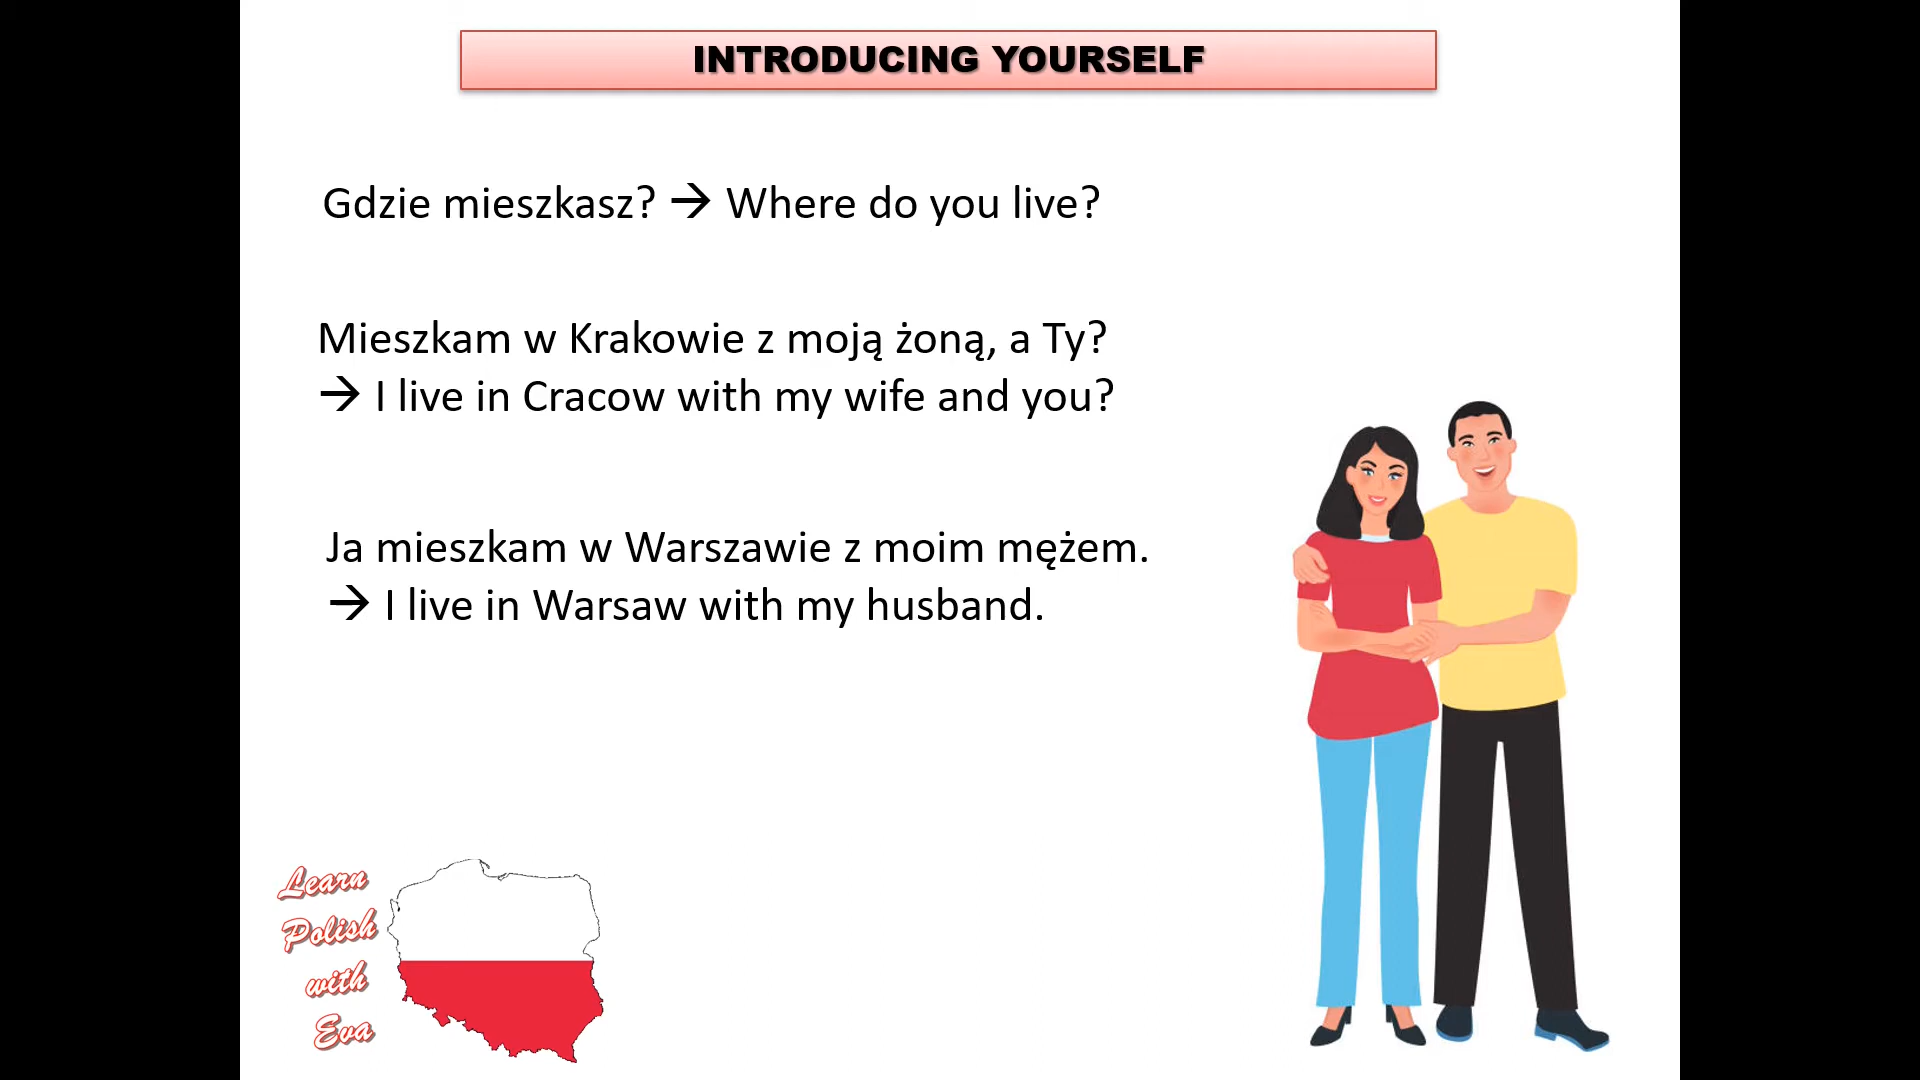 INTRODUCING YOURSELF
Gdzie mieszkasz? → Where do you live?
Mieszkam w Krakowie z moją żoną, a Ty?
→ I live in Cracow with my wife and you?
Ja mieszkam w Warszawie z moim mężem.
→ I live in Warsaw with my husband.
Learn
Polish
with
Eva